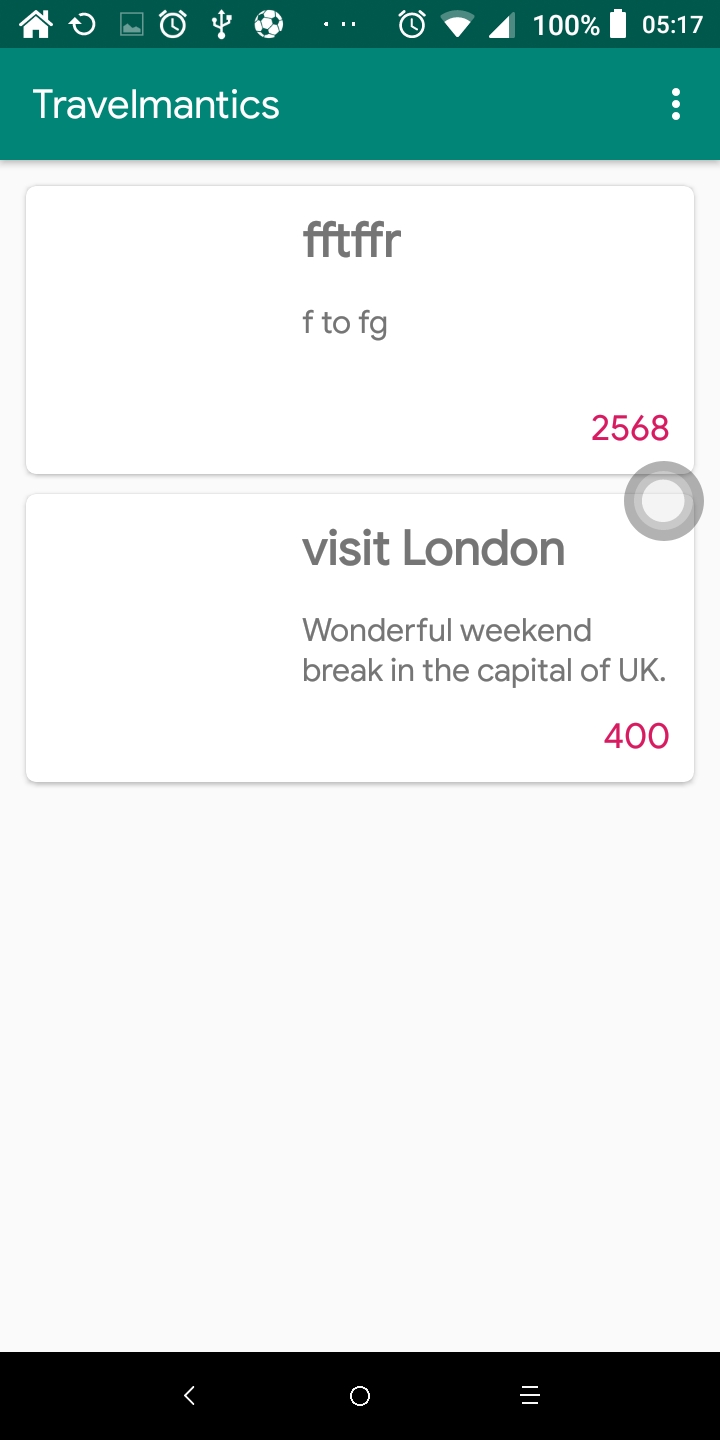 100% 05:17
Travelmantics
fftffr
f to fg
2568
visit London
Wonderful weekend
break in the capital of UK.
400